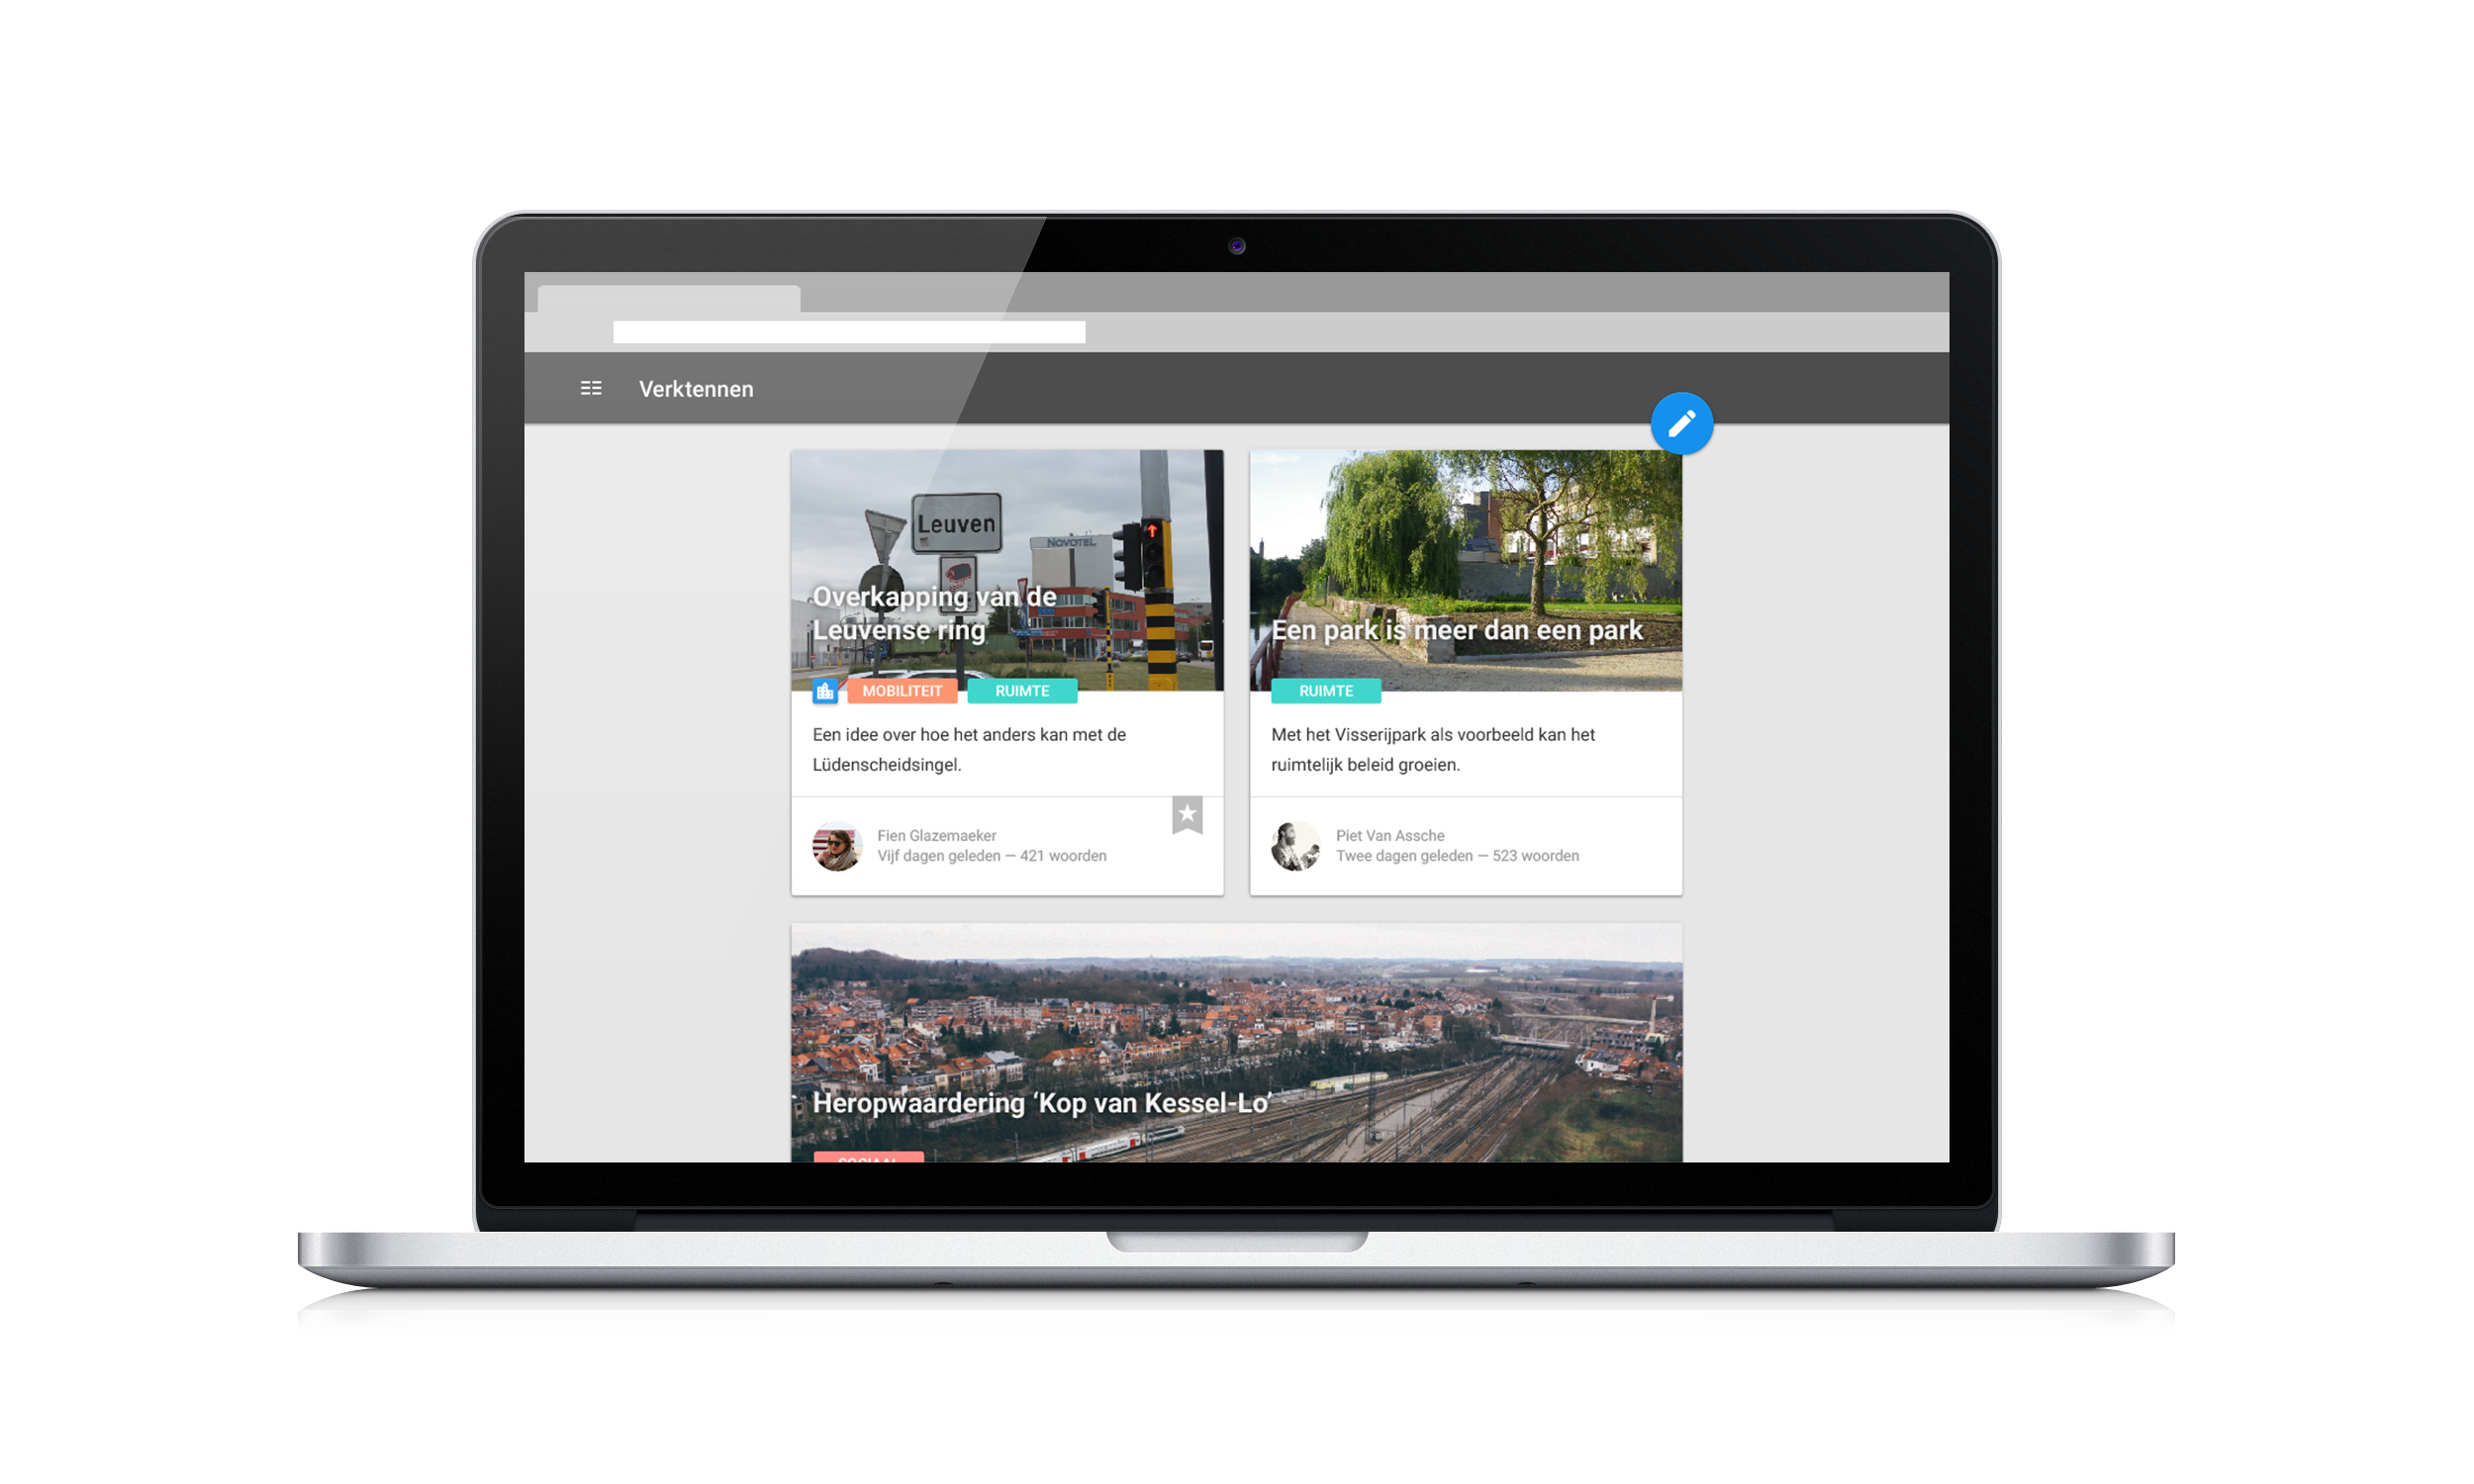 Verktennen
Leuven
NOVOTEL
Overkapping van de
Leuvense ring
MOBILITEIT
RUIMTE
Een idee over hoe het anders kan met de
Lüdenscheidsingel.
Fien Glazemaeker
Vijf dagen geleden — 421 woorden
Een park is meer dan een park
RUIMTE
Met het Visserijpark als voorbeeld kan het
ruimtelijk beleid groeien.
Piet Van Assche
Twee dagen geleden — 523 woorden
Heropwaardering ‘Kop van Kessel-Lo’
SOCIAAL